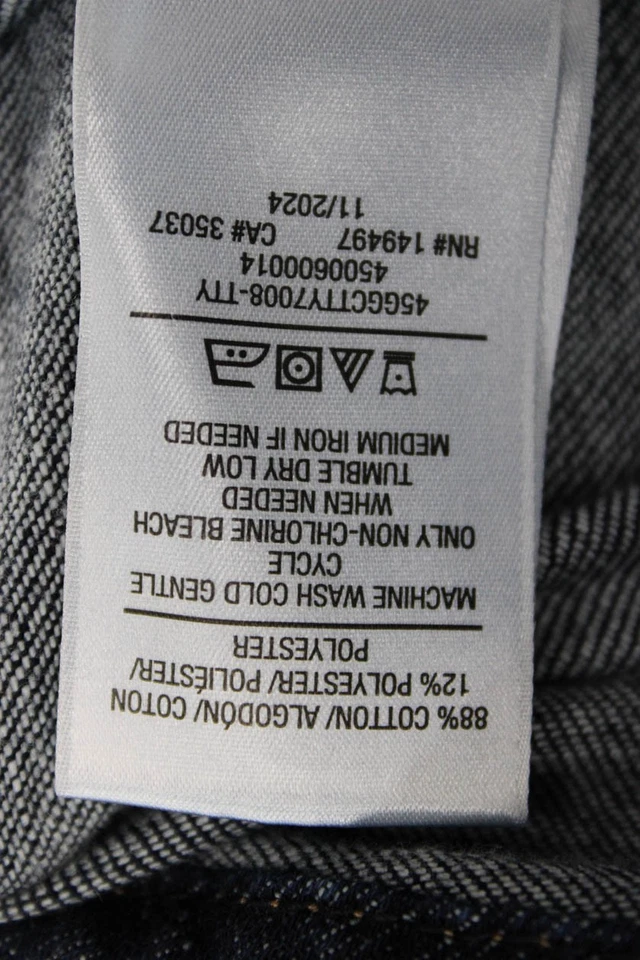 88% COTTON/ ALGODÓN/ COTON
12% POLYESTER/ POLIÉSTER/
POLYESTER
MACHINE WASH COLD GENTLE
CYCLE
ONLY NON-CHLORINE BLEACH
WHEN NEEDED
TUMBLE DRY LOW
MEDIUM IRON IF NEEDED
45GGCTTY7008-TTY
4500600014
RN# 149497 CA# 35037
11/2024